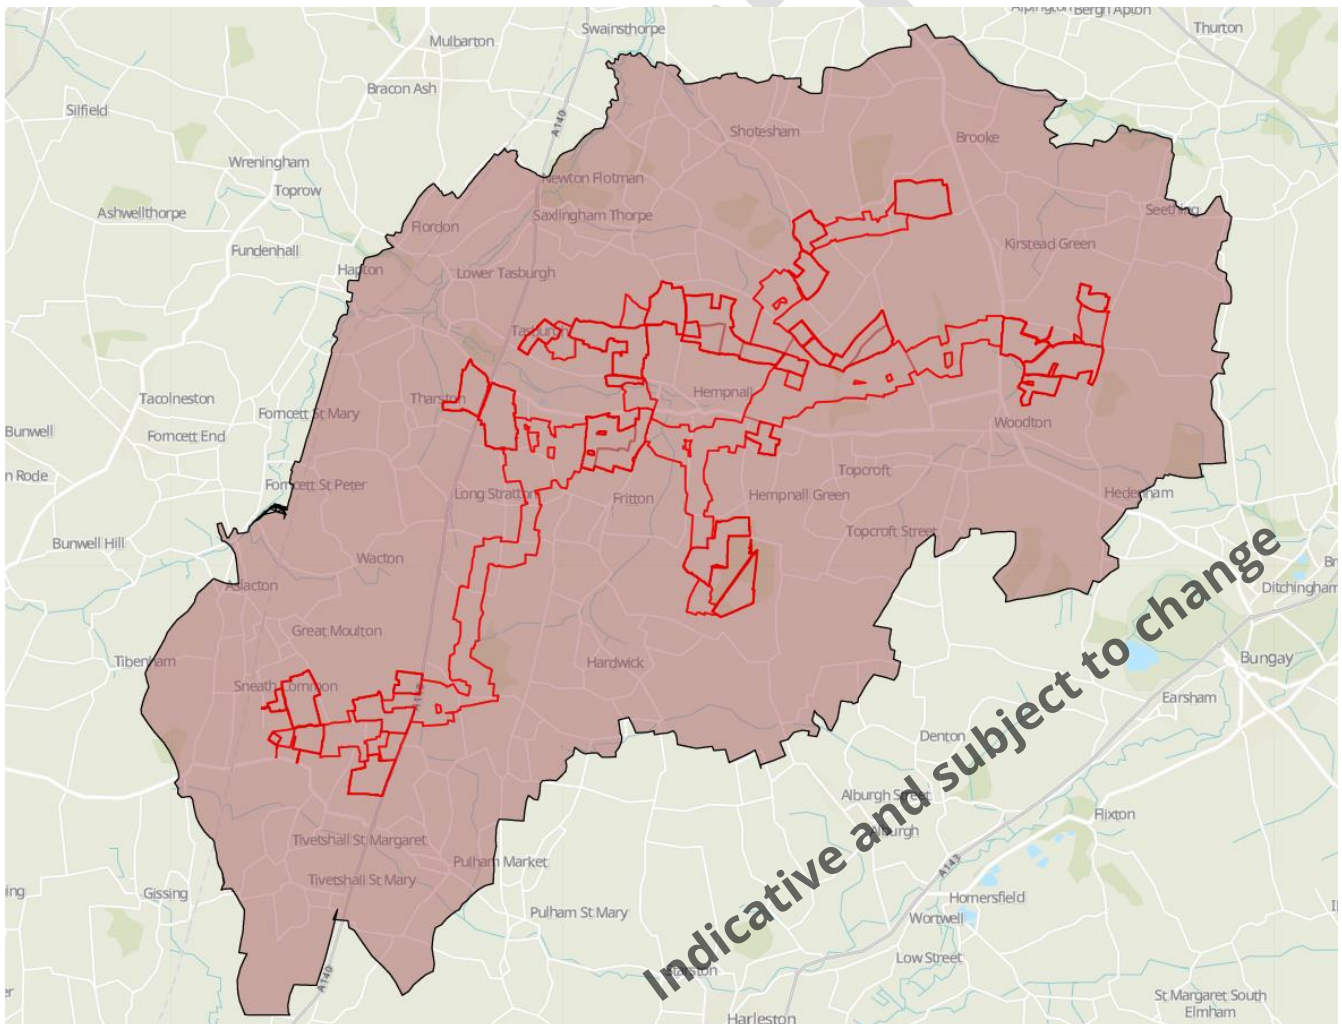 Bergh Apton
Swainsthorpe
Thurton
Mulbarton
Bracon Ash
Silfield
A140
Shotesham
Brooke
Wreningham
Toprow
Newton Flotman
Ashwellthorpe
Saxlingham Thorpe
Seething
Flordon
Fundenhall
Kirstead Green
Hapton
Lower Tasburgh
Tasburgh
Tharston
Hempnall
Tacolneston
Forncett St Mary
Woodton
Bunwell
Forncett End
n Rode
Topcroft
Forncett St Peter
Long Stratton
Fritton
Hempnall Green
Hedenham
Topcroft Street
Bunwell Hill
Wacton
Aslacton
Ditchingham
Great Moulton
Tibenham
Hardwick
Bungay
Sneath Common
Earsham
Denton
Alburgh Street
Flixton
Alburgh
Tivetshall St Margaret
Pulham Market
A143
Tivetshall St Mary
ing
Gissing
Homersfield
Pulham St Mary
Wortwell
Low Street
Starston
A140
St Margaret South
Elmham
Harleston
Indicative and subject to change